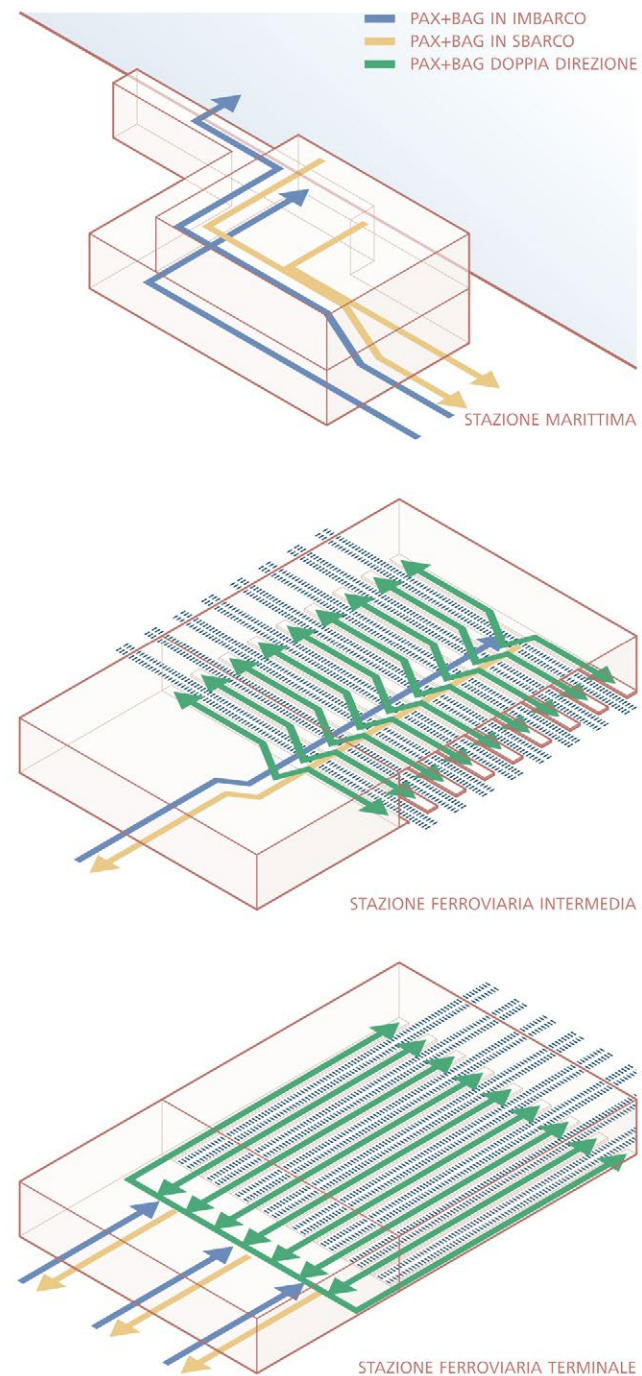 PAX+BAG IN IMBARCO
PAX+BAG IN SBARCO
PAX+BAG DOPPIA DIREZIONE
STAZIONE MARITTIMA
STAZIONE FERROVIARIA INTERMEDIA
STAZIONE FERROVIARIA TERMINALE